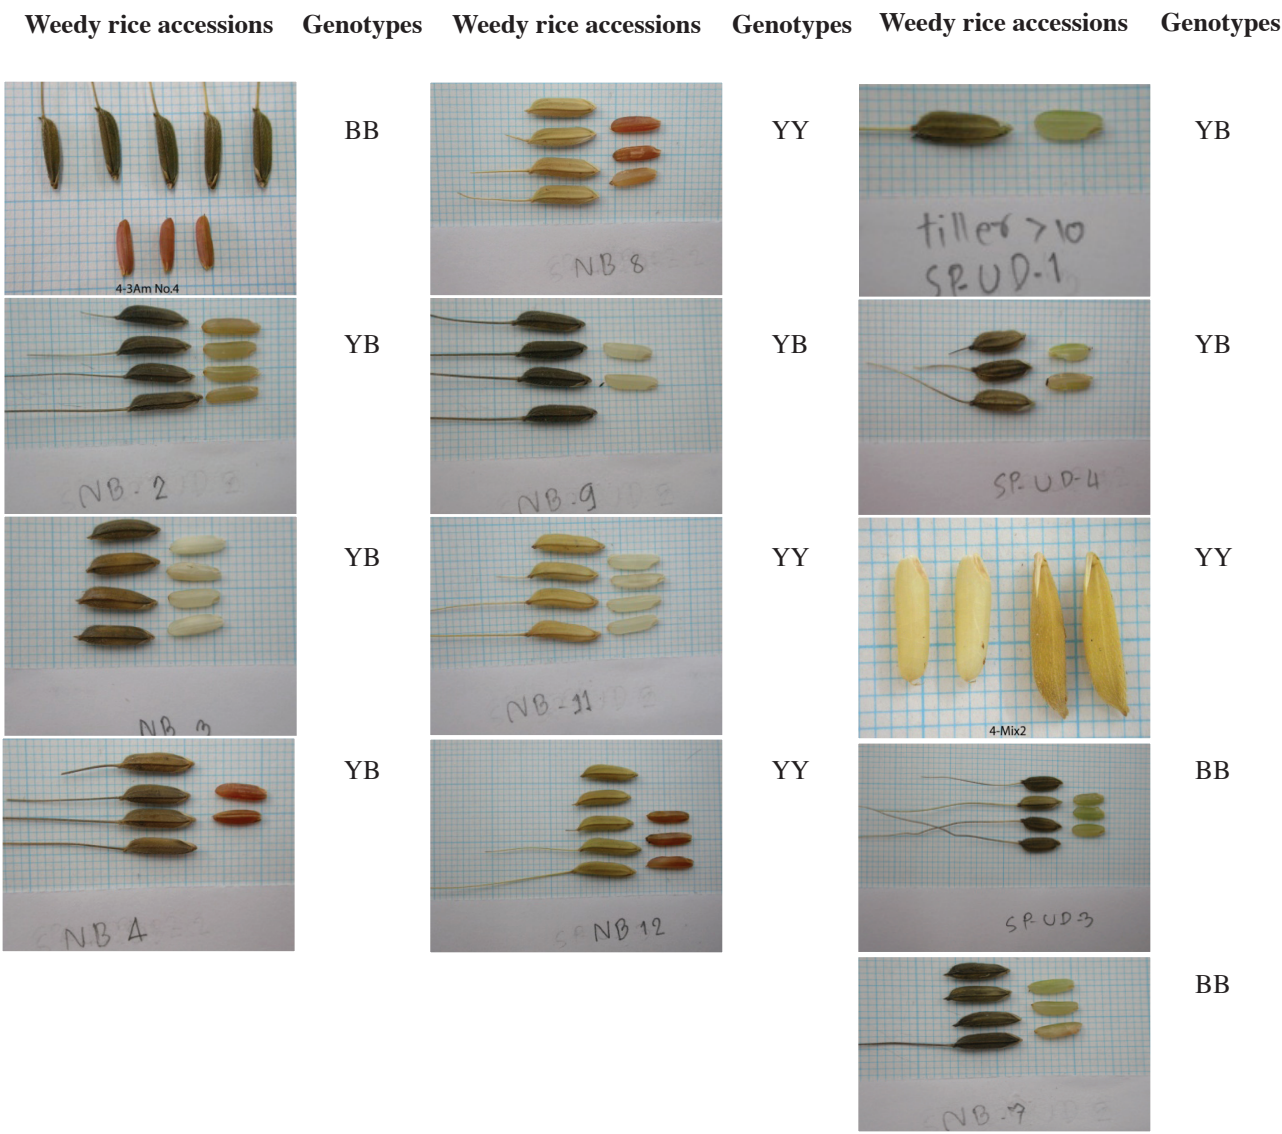 Weedy rice accessions Genotypes Weedy rice accessions Genotypes Weedy rice accessions Genotypes
4-3Am No.4
BB
NB 8
YY
tiller >10
SP-UD-1
YB
NB-2
YB
NB-9
YB
SP-UD-4
YB
NB 3
YB
NB-11
YY
4-Mix2
YY
NB 4
YB
NB 12
YY
SP-UD-3
BB
NB-7
BB